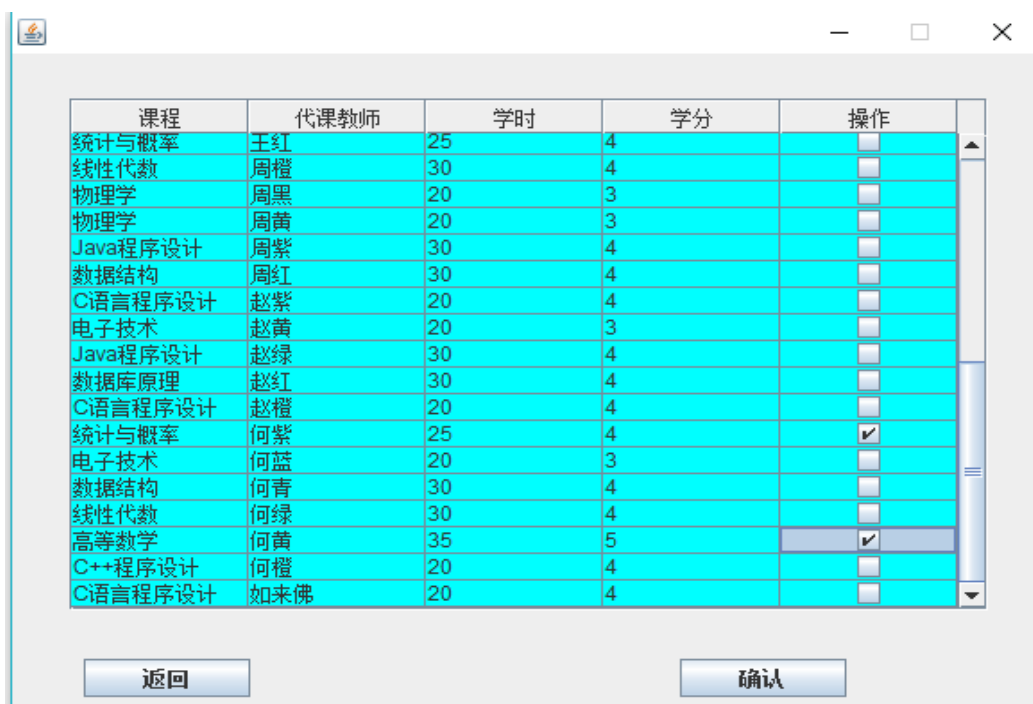 课程 代课教师 学时 学分 操作
统计与概率 王红 25 4
线性代数 周橙 30 4
物理学 周黑 20 3
物理学 周黄 20 3
Java程序设计 周紫 30 4
数据结构 周红 30 4
C语言程序设计 赵紫 20 4
电子技术 赵黄 20 3
Java程序设计 赵绿 30 4
数据库原理 赵红 30 4
C语言程序设计 赵橙 20 4
统计与概率 何紫 25 4
电子技术 何蓝 20 3
数据结构 何青 30 4
线性代数 何绿 30 4
高等数学 何黄 35 5
C++程序设计 何橙 20 4
C语言程序设计 如来佛 20 4
返回 确认